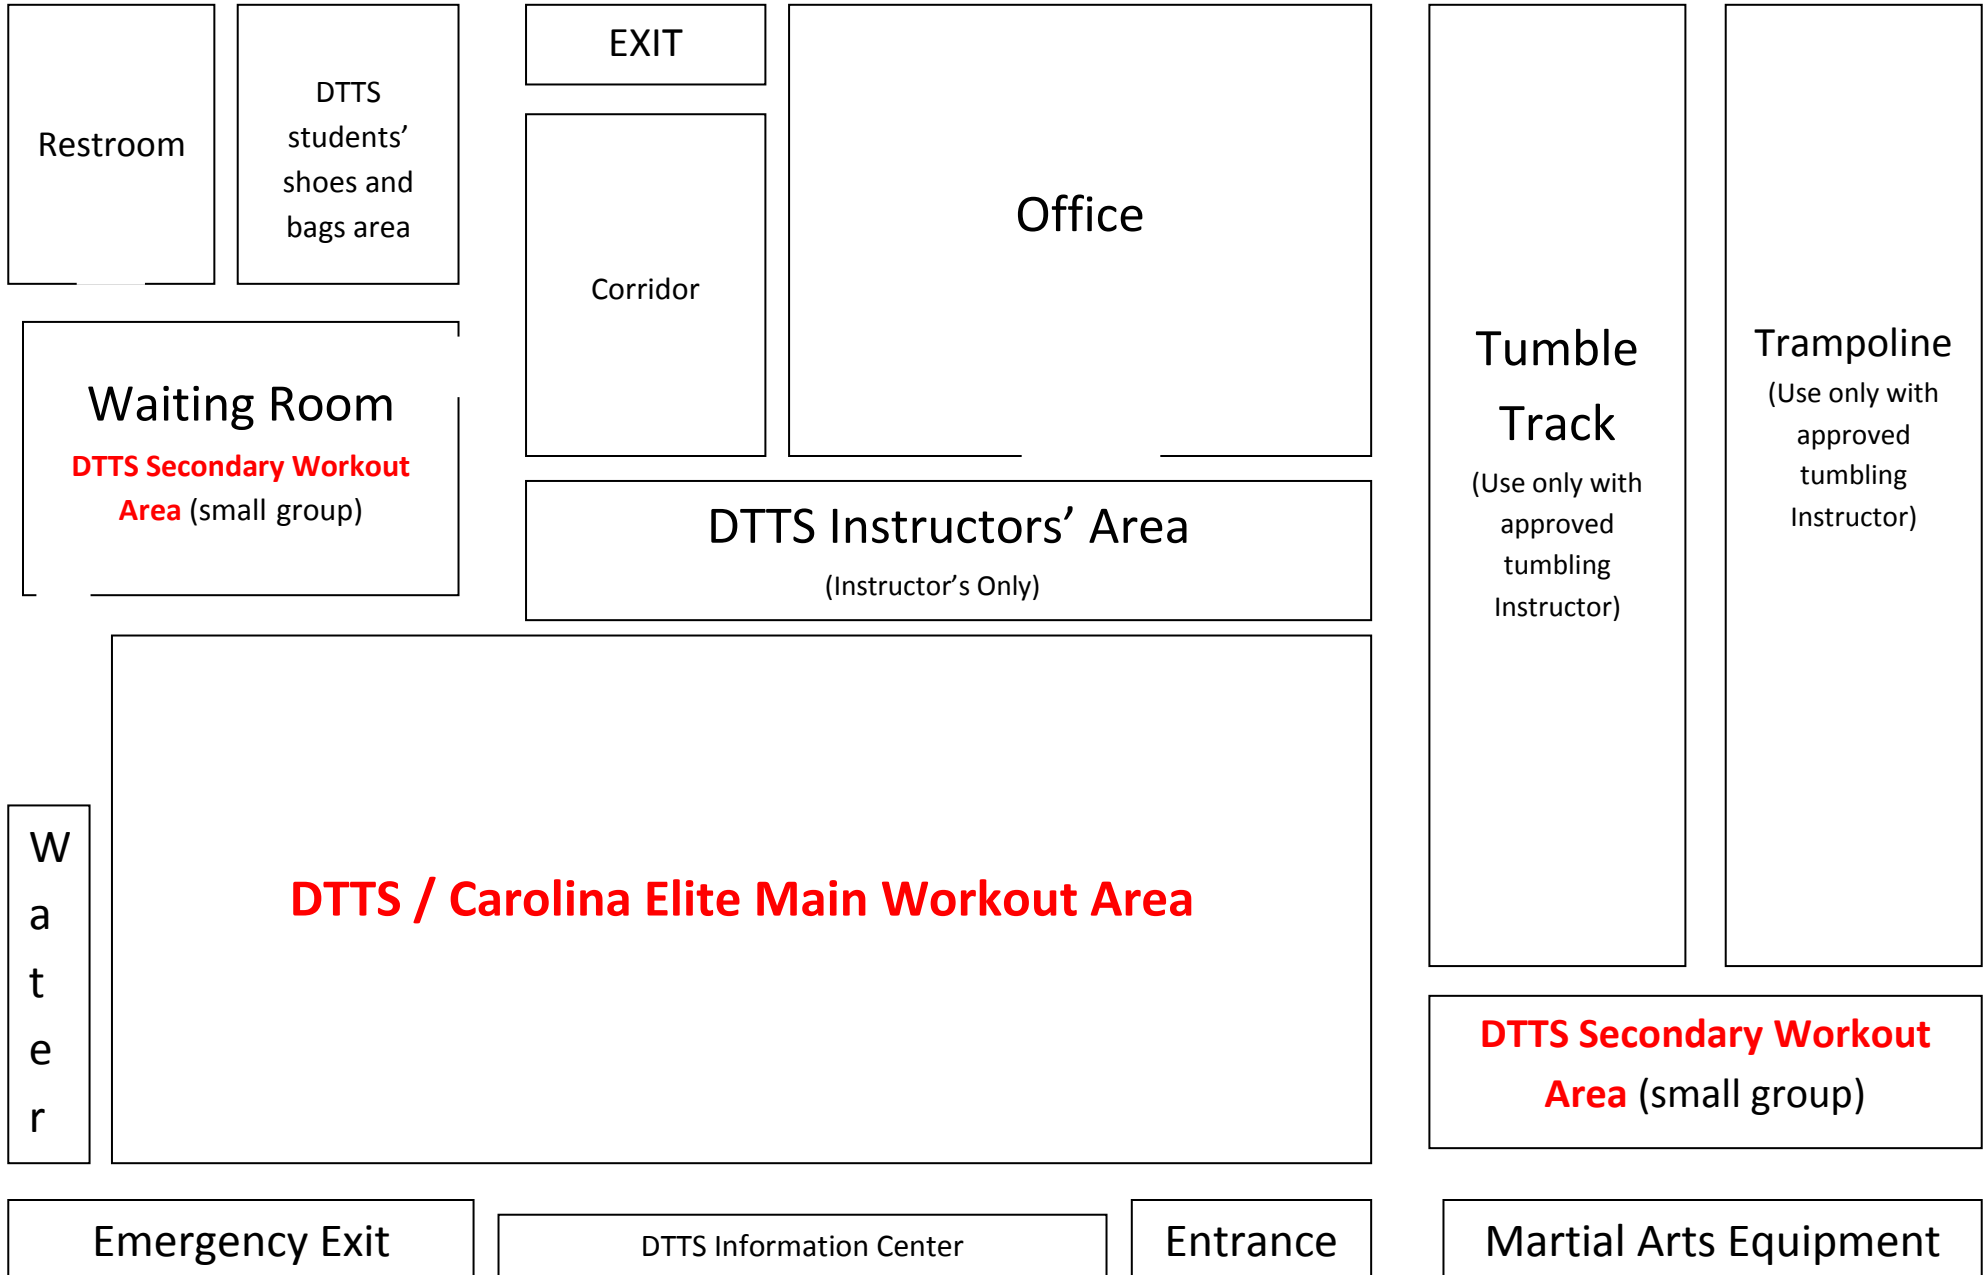 Restroom
DTTS
students’
shoes and
bags area
EXIT
Corridor
Office
Tumble
Track
(Use only with
approved
tumbling
Instructor)
Trampoline
(Use only with
approved
tumbling
Instructor)
Waiting Room
DTTS Secondary Workout
Area (small group)
DTTS Instructors’ Area
(Instructor’s Only)
W
a
t
e
r
DTTS / Carolina Elite Main Workout Area
DTTS Secondary Workout
Area (small group)
Emergency Exit
DTTS Information Center
Entrance
Martial Arts Equipment